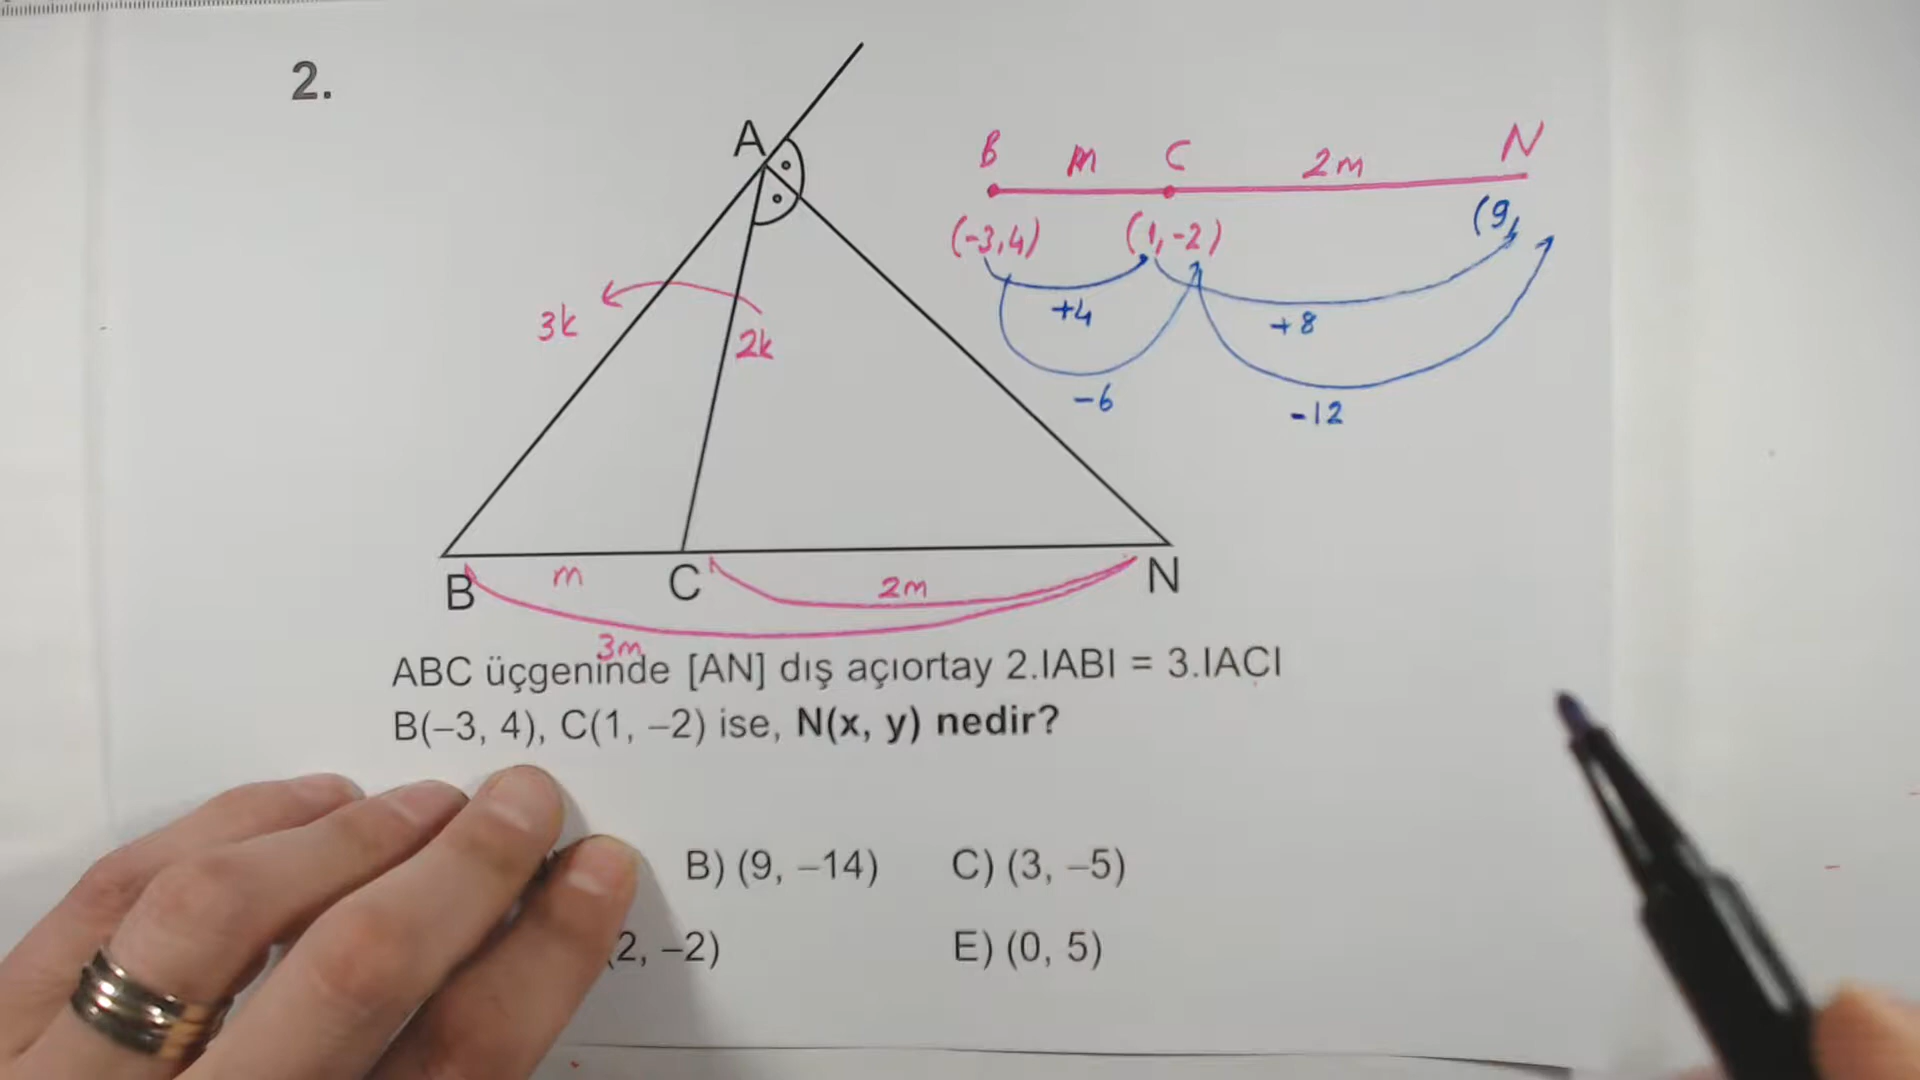 2.
A
B m C 2m N
(-3,4) (1,-2) (9,
+4 +8
-6 -12
3k 2k
B m C 2m N
3m
ABC üçgeninde [AN] dış açıortay 2.IABI = 3.IACI
B(–3, 4), C(1, –2) ise, N(x, y) nedir?
B) (9, –14) C) (3, –5)
(2, –2) E) (0, 5)